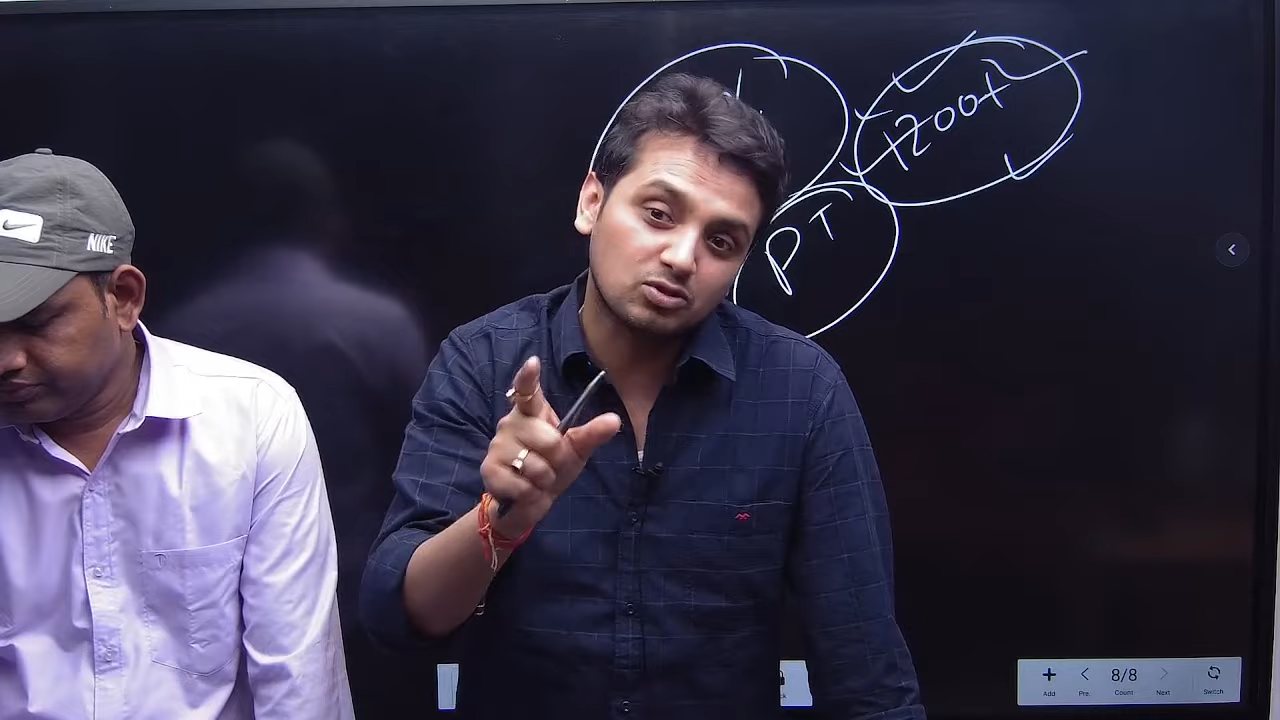 1200+
PT
NIKE
Add
Pre.
8/8
Count
Next
Switch